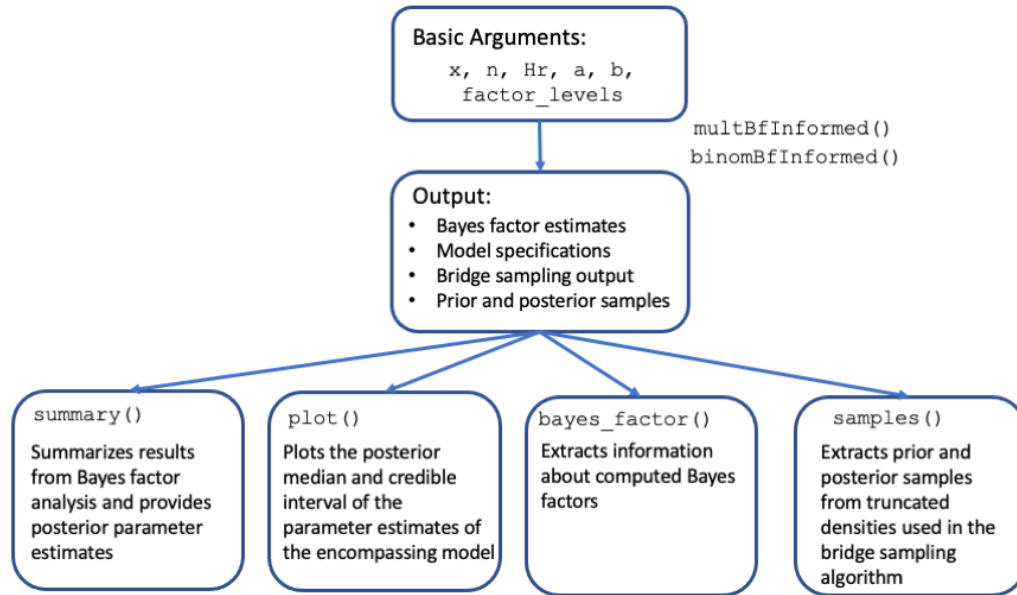 Basic Arguments:
x, n, Hr, a, b,
factor_levels
multBfInformed()
binomBfInformed()
Output:
• Bayes factor estimates
• Model specifications
• Bridge sampling output
• Prior and posterior samples
summary()
Summarizes results
from Bayes factor
analysis and provides
posterior parameter
estimates
plot()
Plots the posterior
median and credible
interval of the
parameter estimates of
the encompassing model
bayes_factor()
Extracts information
about computed Bayes
factors
samples()
Extracts prior and
posterior samples
from truncated
densities used in the
bridge sampling
algorithm